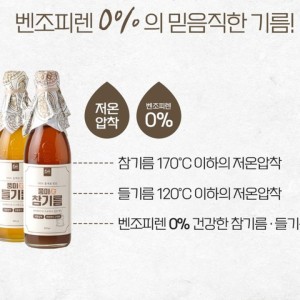 벤조피렌 0%의 믿음직한 기름!
저온
압착
벤조피렌
0%
들기름
참기름
참기름 170°C 이하의 저온압착
들기름 120°C 이하의 저온압착
벤조피렌 0% 건강한 참기름·들기